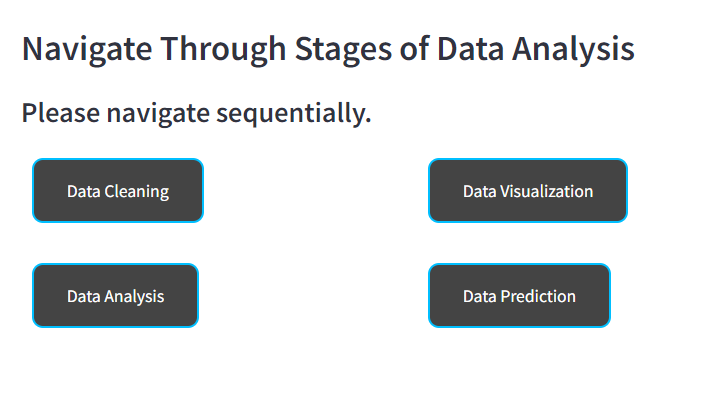 Navigate Through Stages of Data Analysis
Please navigate sequentially.
Data Cleaning
Data Visualization
Data Analysis
Data Prediction